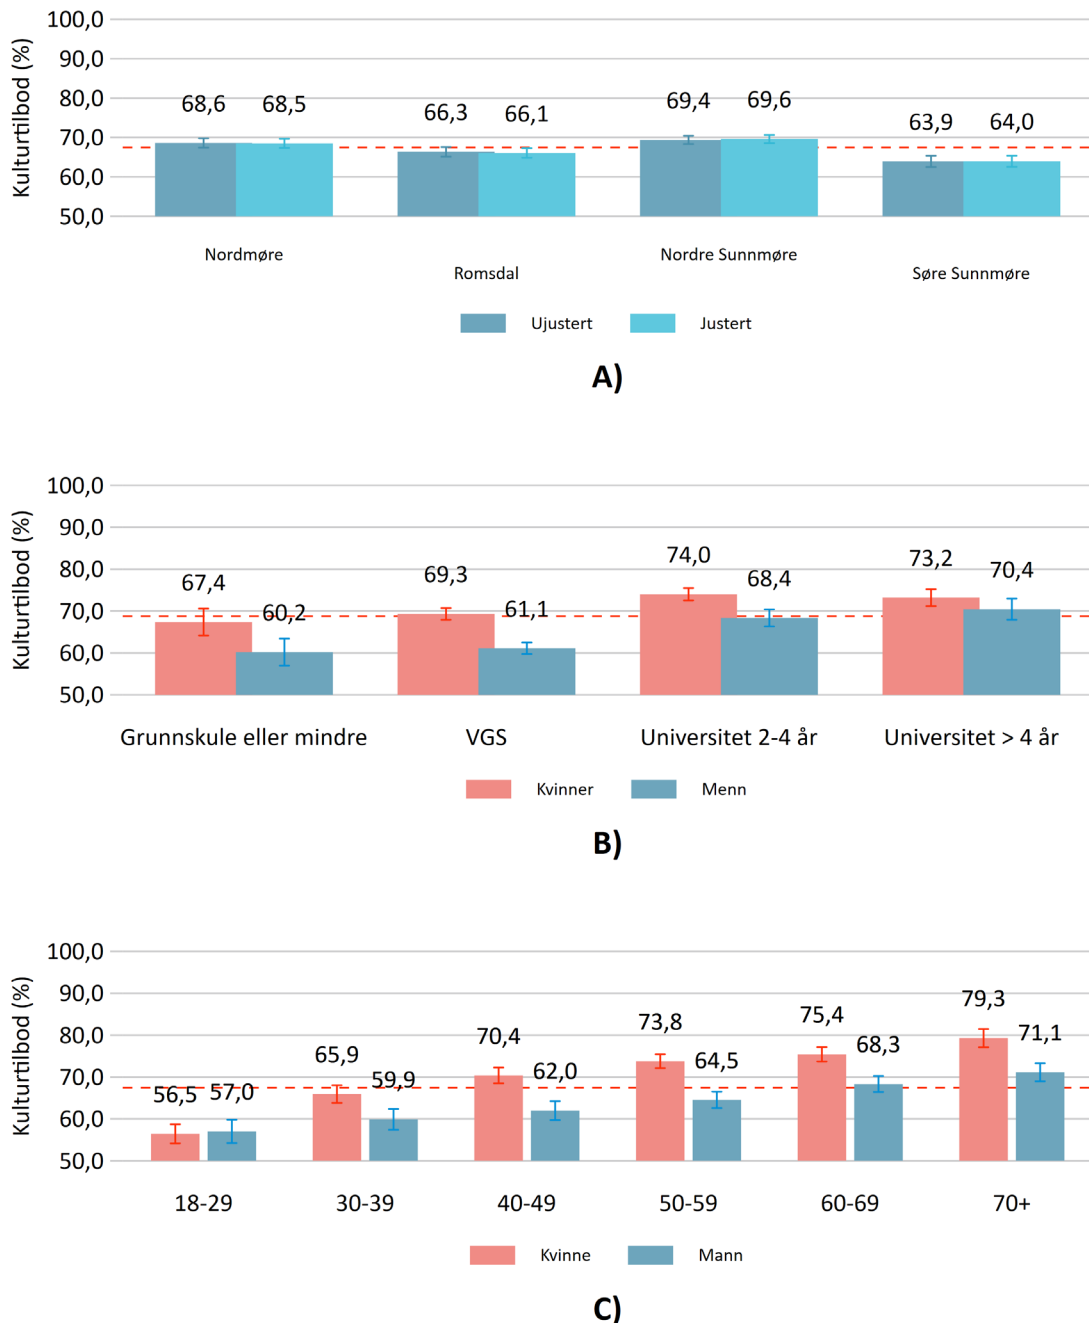 Kulturtilbod (%)
100,0
90,0
80,0
70,0
60,0
50,0
68,6 68,5 66,3 66,1 69,4 69,6 63,9 64,0
Nordmøre Romsdal Nordre Sunnmøre Søre Sunnmøre
Ujustert Justert
A)
Kulturtilbod (%)
100,0
90,0
80,0
70,0
60,0
50,0
67,4 60,2 69,3 61,1 74,0 68,4 73,2 70,4
Grunnskule eller mindre VGS Universitet 2-4 år Universitet > 4 år
Kvinner Menn
B)
Kulturtilbod (%)
100,0
90,0
80,0
70,0
60,0
50,0
56,5 57,0 65,9 59,9 70,4 62,0 73,8 64,5 75,4 68,3 79,3 71,1
18-29 30-39 40-49 50-59 60-69 70+
Kvinne Mann
C)